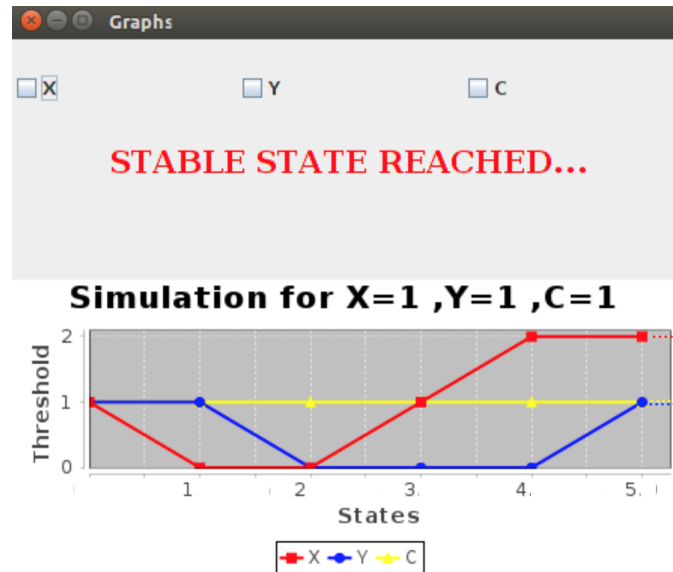 Graphs
X Y C
STABLE STATE REACHED...
Simulation for X=1 ,Y=1 ,C=1
Threshold
2
1
0
1 2 3. 4. 5.
States
X Y C